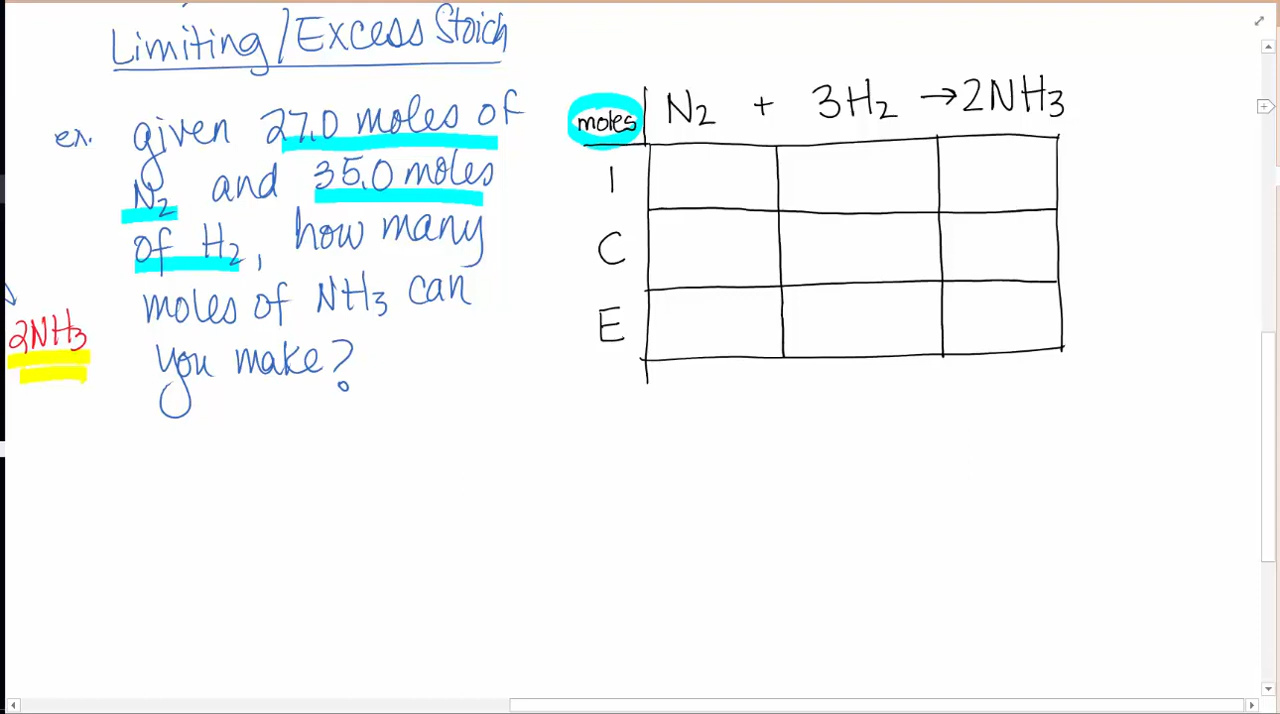 Limiting/Excess Stoich
ex. given 27.0 moles of
N2 and 35.0 moles
of H2, how many
moles of NH3 can
you make?
2NH3
moles N2 + 3H2 → 2NH3
I
C
E